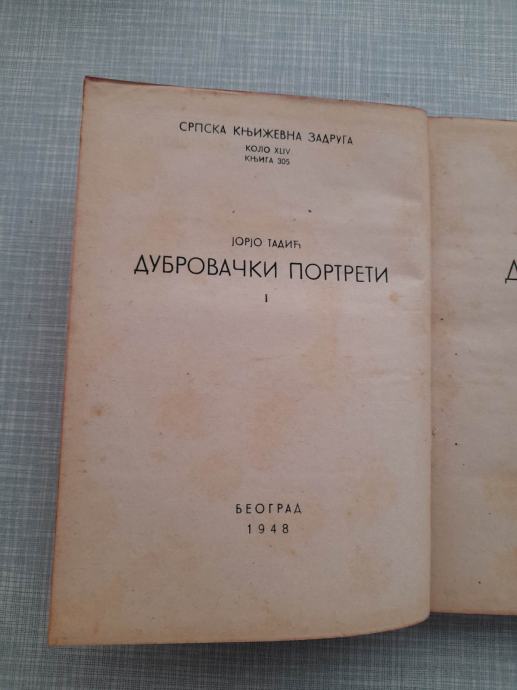 СРПСКА КЊИЖЕВНА ЗАДРУГА
КОЛО XLIV
КЊИГА 305
ЈОРЈО ТАДИЋ
ДУБРОВАЧКИ ПОРТРЕТИ
I
БЕОГРАД
1948